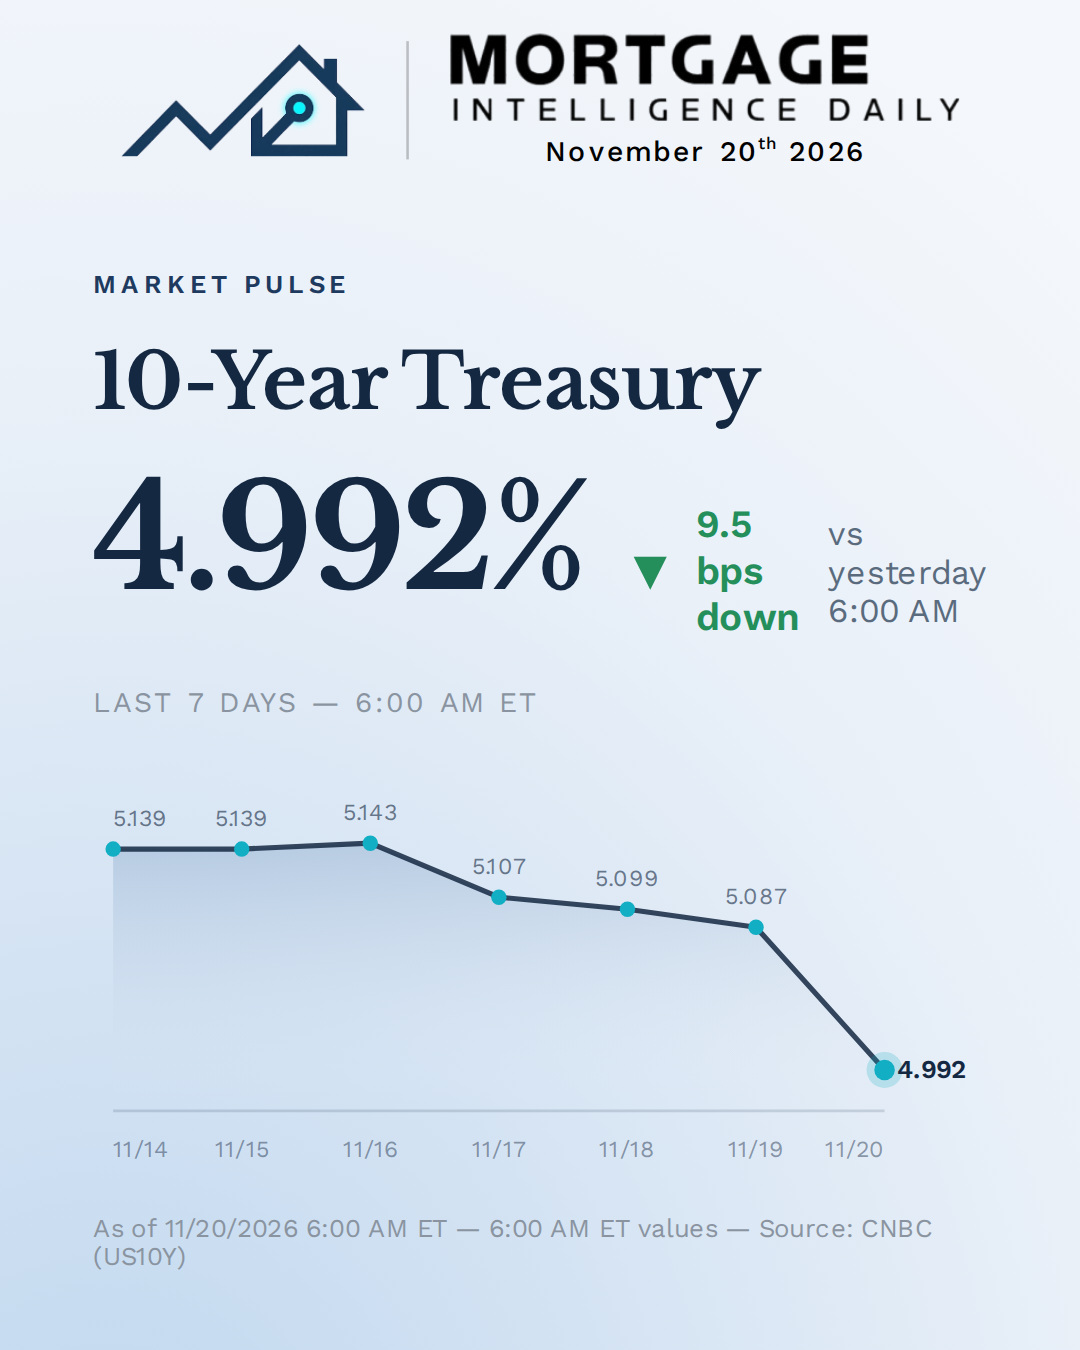 MORTGAGE
INTELLIGENCE DAILY
November 20th 2026
MARKET PULSE
10-Year Treasury
4.992%
▼
9.5
bps
down
vs
yesterday
6:00 AM
LAST 7 DAYS — 6:00 AM ET
5.139 5.139 5.143 5.107 5.099 5.087 4.992
11/14 11/15 11/16 11/17 11/18 11/19 11/20
As of 11/20/2026 6:00 AM ET — 6:00 AM ET values — Source: CNBC
(US10Y)